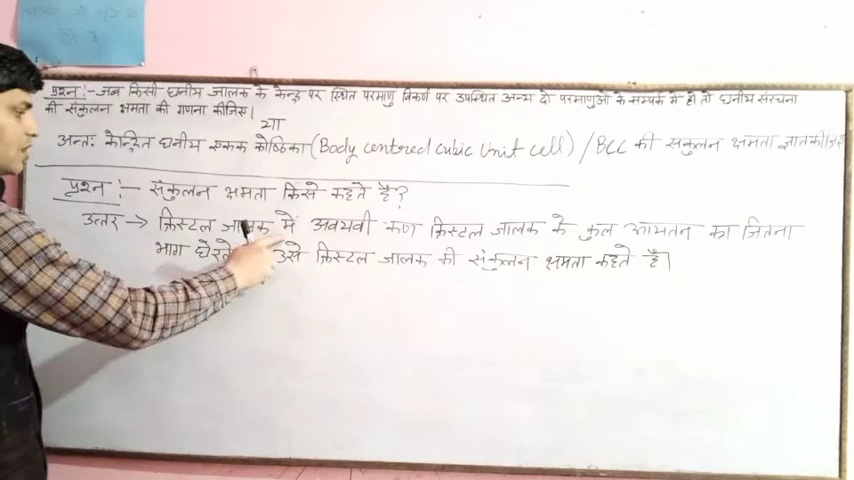 प्रश्न :- जब किसी घनीय जालक के केन्द्र पर स्थित परमाणु विकर्ण पर उपस्थित अन्य दो परमाणुओं के सम्पर्क में हो तो घनीय संरचना
की संकुलन क्षमता की गणना कीजिए।
या
अन्तः केन्द्रित घनीय एकक कोष्ठिका (Body centered cubic unit cell) / BCC की संकुलन क्षमता ज्ञात कीजिए
प्रश्न :- संकुलन क्षमता किसे कहते है?
उत्तर → क्रिस्टल जालक में अवयवी कण क्रिस्टल जालक के कुल आयतन का जितना
भाग घेरते उसे क्रिस्टल जालक की संकुलन क्षमता कहते है।